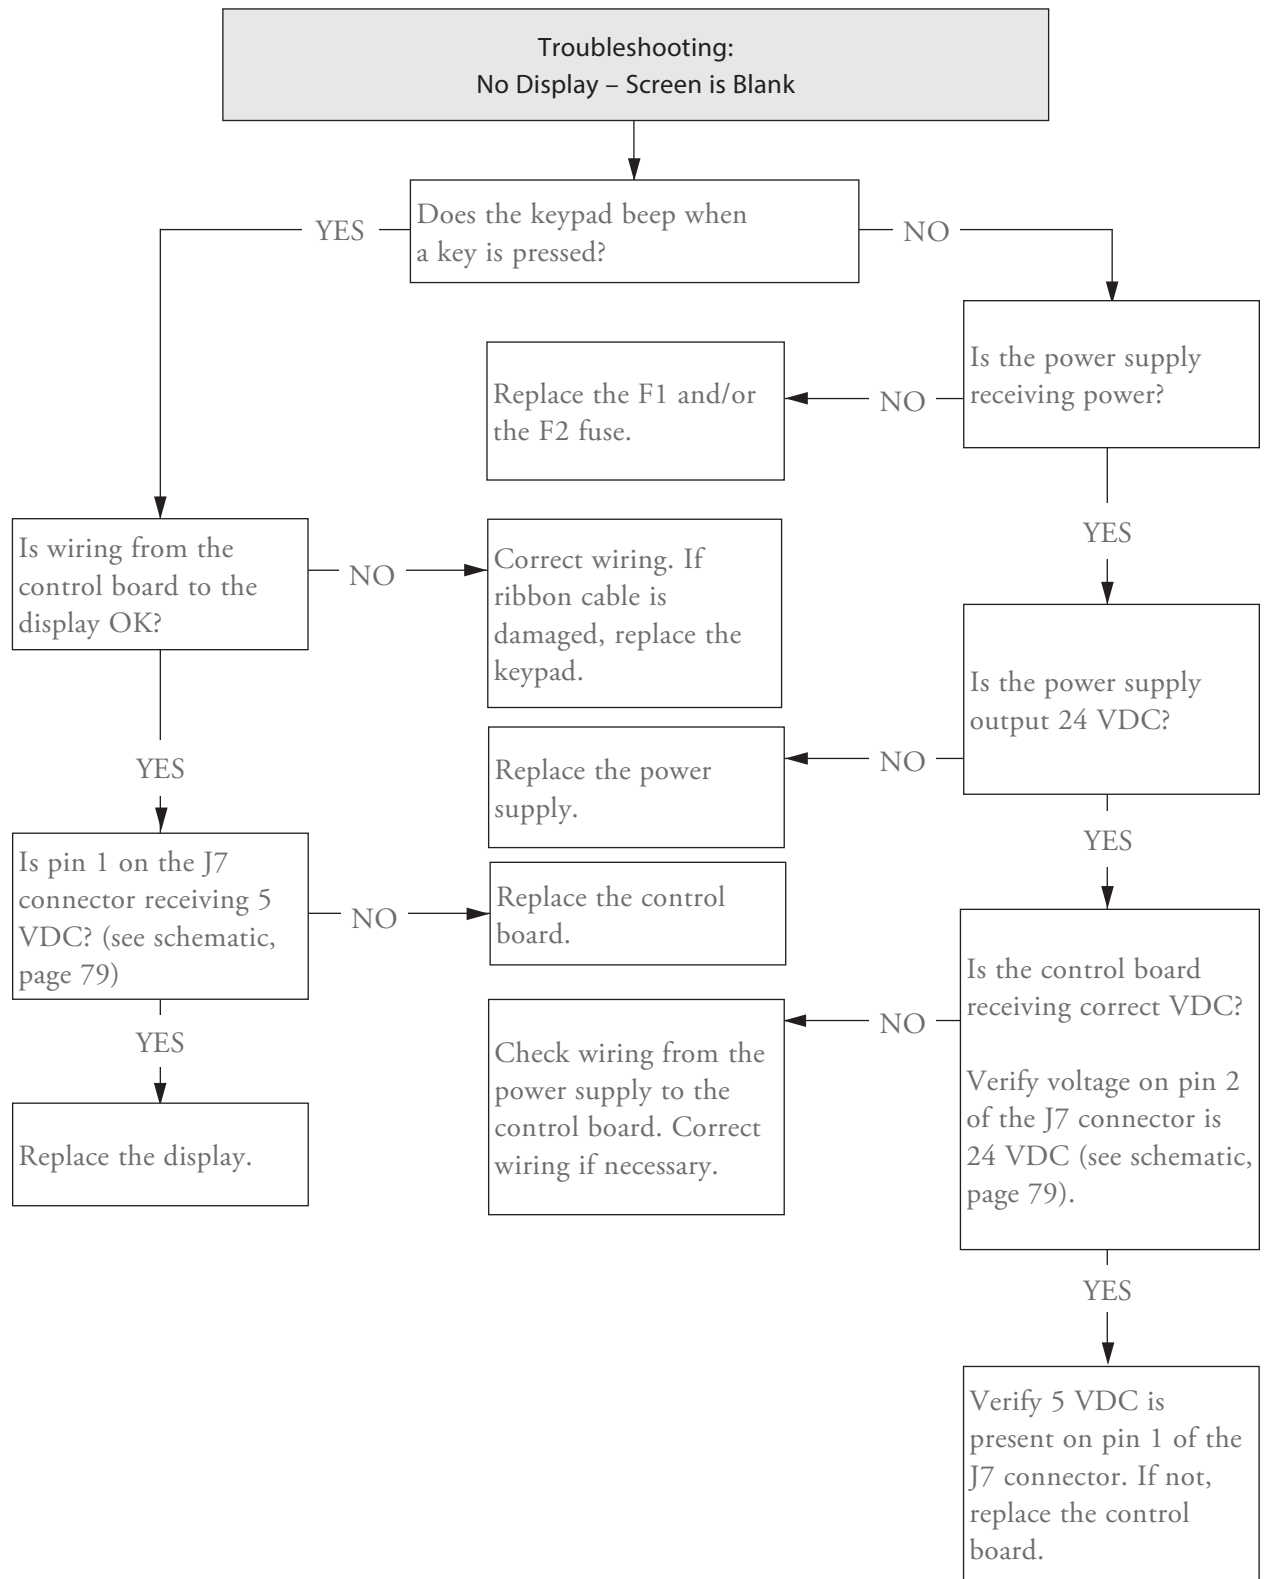 Troubleshooting:
No Display – Screen is Blank
Does the keypad beep when
a key is pressed?
YES
NO
Is the power supply
receiving power?
NO
Replace the F1 and/or
the F2 fuse.
YES
Is wiring from the
control board to the
display OK?
NO
Correct wiring. If
ribbon cable is
damaged, replace the
keypad.
Is the power supply
output 24 VDC?
NO
Replace the power
supply.
YES
YES
Is pin 1 on the J7
connector receiving 5
VDC? (see schematic,
page 79)
NO
Replace the control
board.
Is the control board
receiving correct VDC?
Verify voltage on pin 2
of the J7 connector is
24 VDC (see schematic,
page 79).
NO
Check wiring from the
power supply to the
control board. Correct
wiring if necessary.
YES
Replace the display.
YES
Verify 5 VDC is
present on pin 1 of the
J7 connector. If not,
replace the control
board.